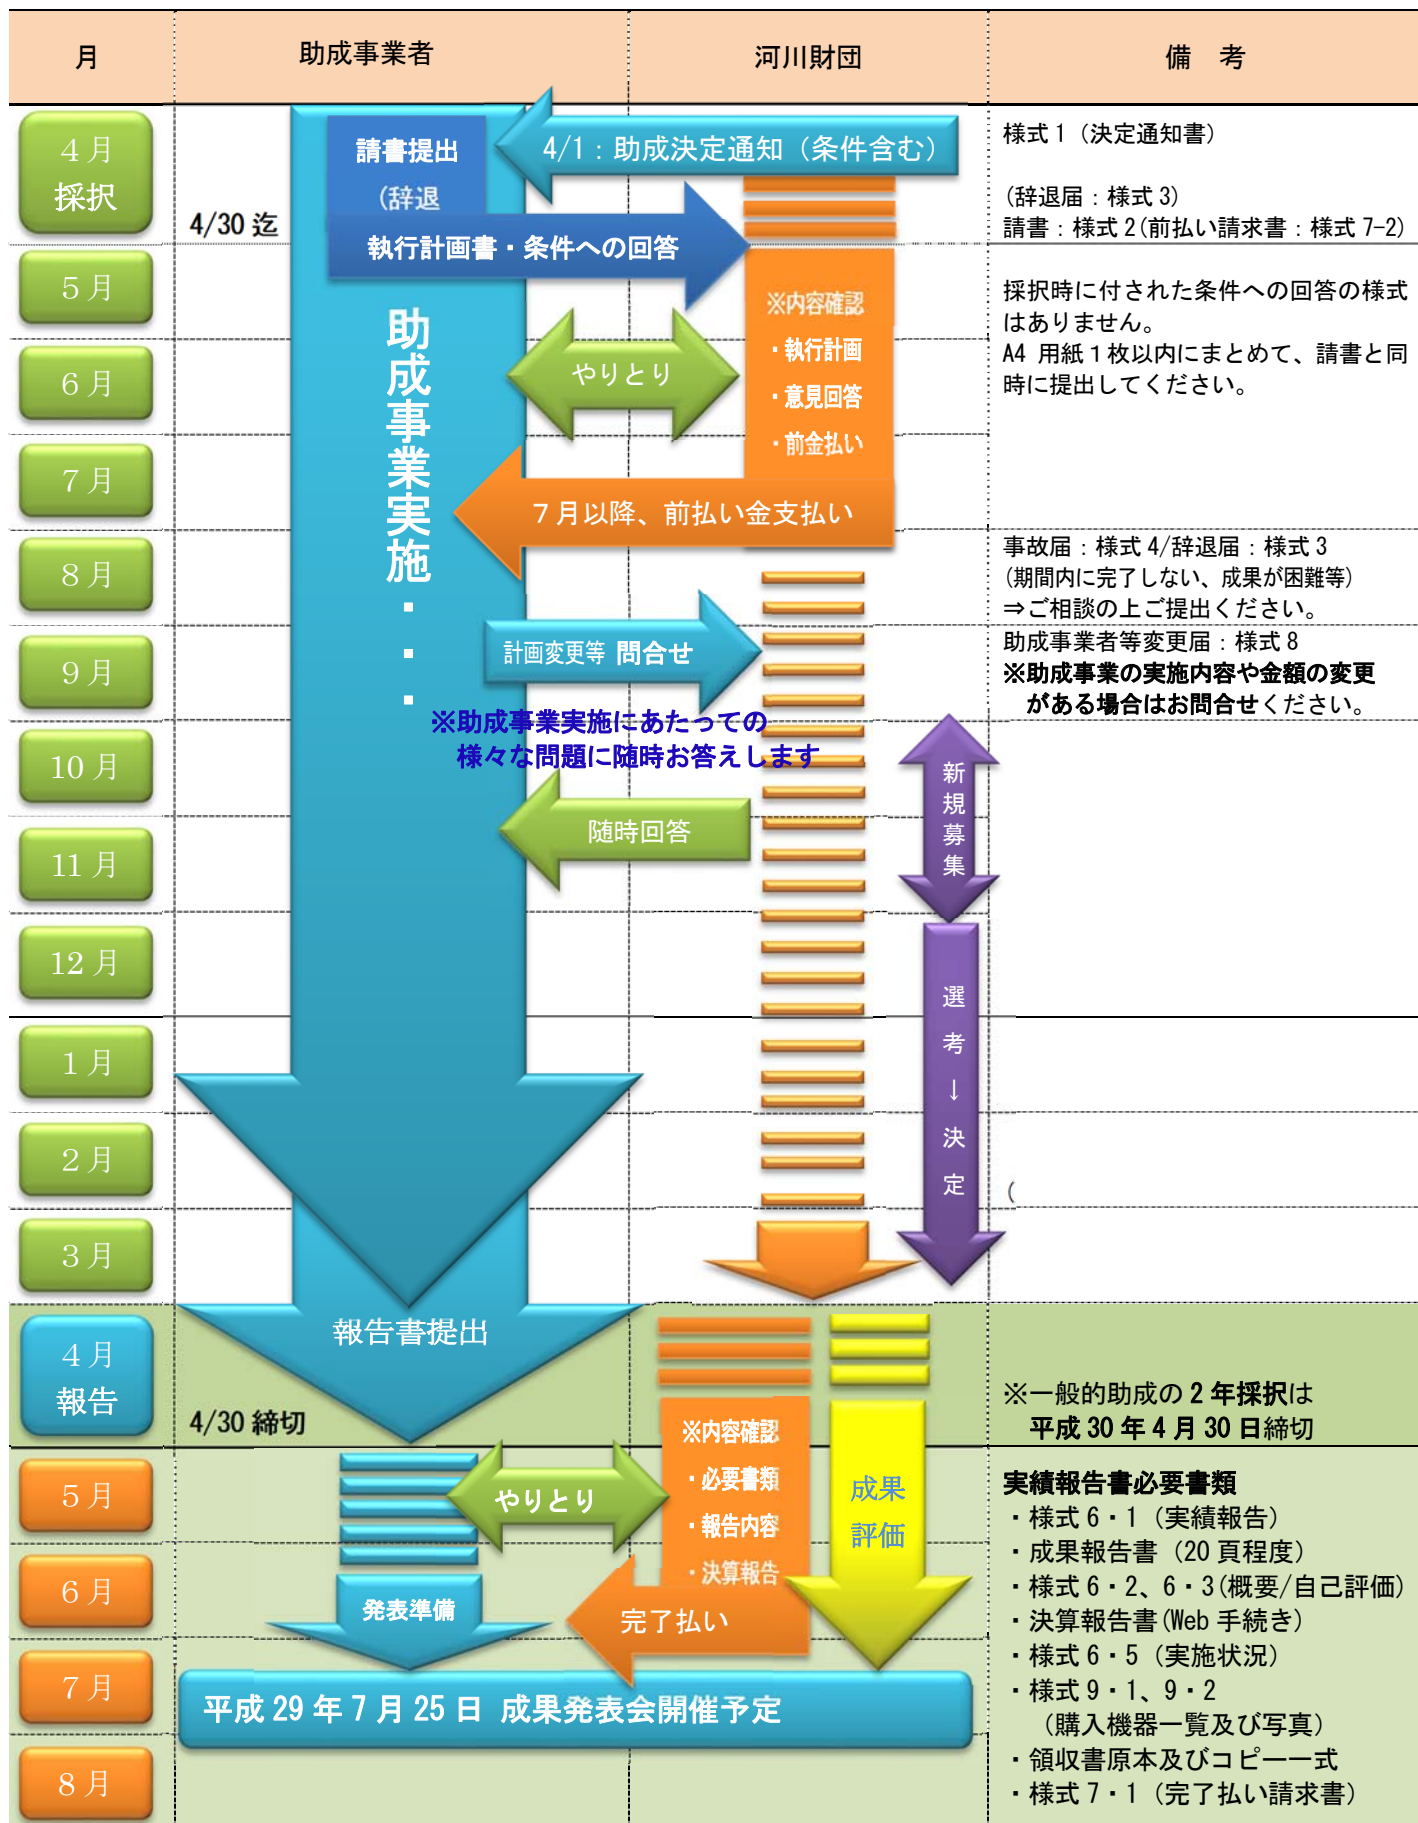 月
助成事業者
河川財団
備　考
4月
採択
4/30 迄
請書提出
(辞退
4/1：助成決定通知（条件含む）
執行計画書・条件への回答
様式 1（決定通知書）
(辞退届：様式 3)
請書：様式 2(前払い請求書：様式 7-2)
5月
6月
7月
助成事業実施・・・
やりとり
※内容確認
・執行計画
・意見回答
・前金払い
7月以降、前払い金支払い
採択時に付された条件への回答の様式
はありません。
A4 用紙 1 枚以内にまとめて、請書と同
時に提出してください。
8月
9月
計画変更等 問合せ
※助成事業実施にあたっての
様々な問題に随時お答えします
事故届：様式 4/辞退届：様式 3
(期間内に完了しない、成果が困難等)
⇒ご相談の上ご提出ください。
助成事業者等変更届：様式 8
※助成事業の実施内容や金額の変更
がある場合はお問合せください。
10月
11月
12月
随時回答
新規募集
1月
2月
3月
選考→決定
(
4月
報告
4/30 締切
報告書提出
※一般的助成の 2 年採択は
平成 30 年 4 月 30 日締切
5月
6月
やりとり
発表準備
※内容確認
・必要書類
・報告内容
・決算報告
完了払い
成果
評価
7月
8月
平成 29 年 7 月 25 日 成果発表会開催予定
実績報告書必要書類
・様式 6・1（実績報告）
・成果報告書（20 頁程度）
・様式 6・2、6・3(概要/自己評価)
・決算報告書(Web 手続き)
・様式 6・5（実施状況）
・様式 9・1、9・2
（購入機器一覧及び写真）
・領収書原本及びコピー一式
・様式 7・1（完了払い請求書）